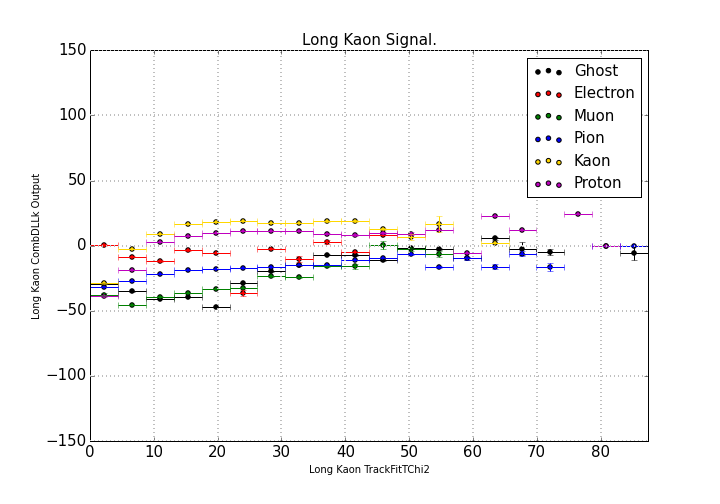 Long Kaon Signal.
150
100
50
0
−50
−100
−150
Long Kaon CombDLLk Output
Ghost
Electron
Muon
Pion
Kaon
Proton
0 10 20 30 40 50 60 70 80
Long Kaon TrackFitTChi2